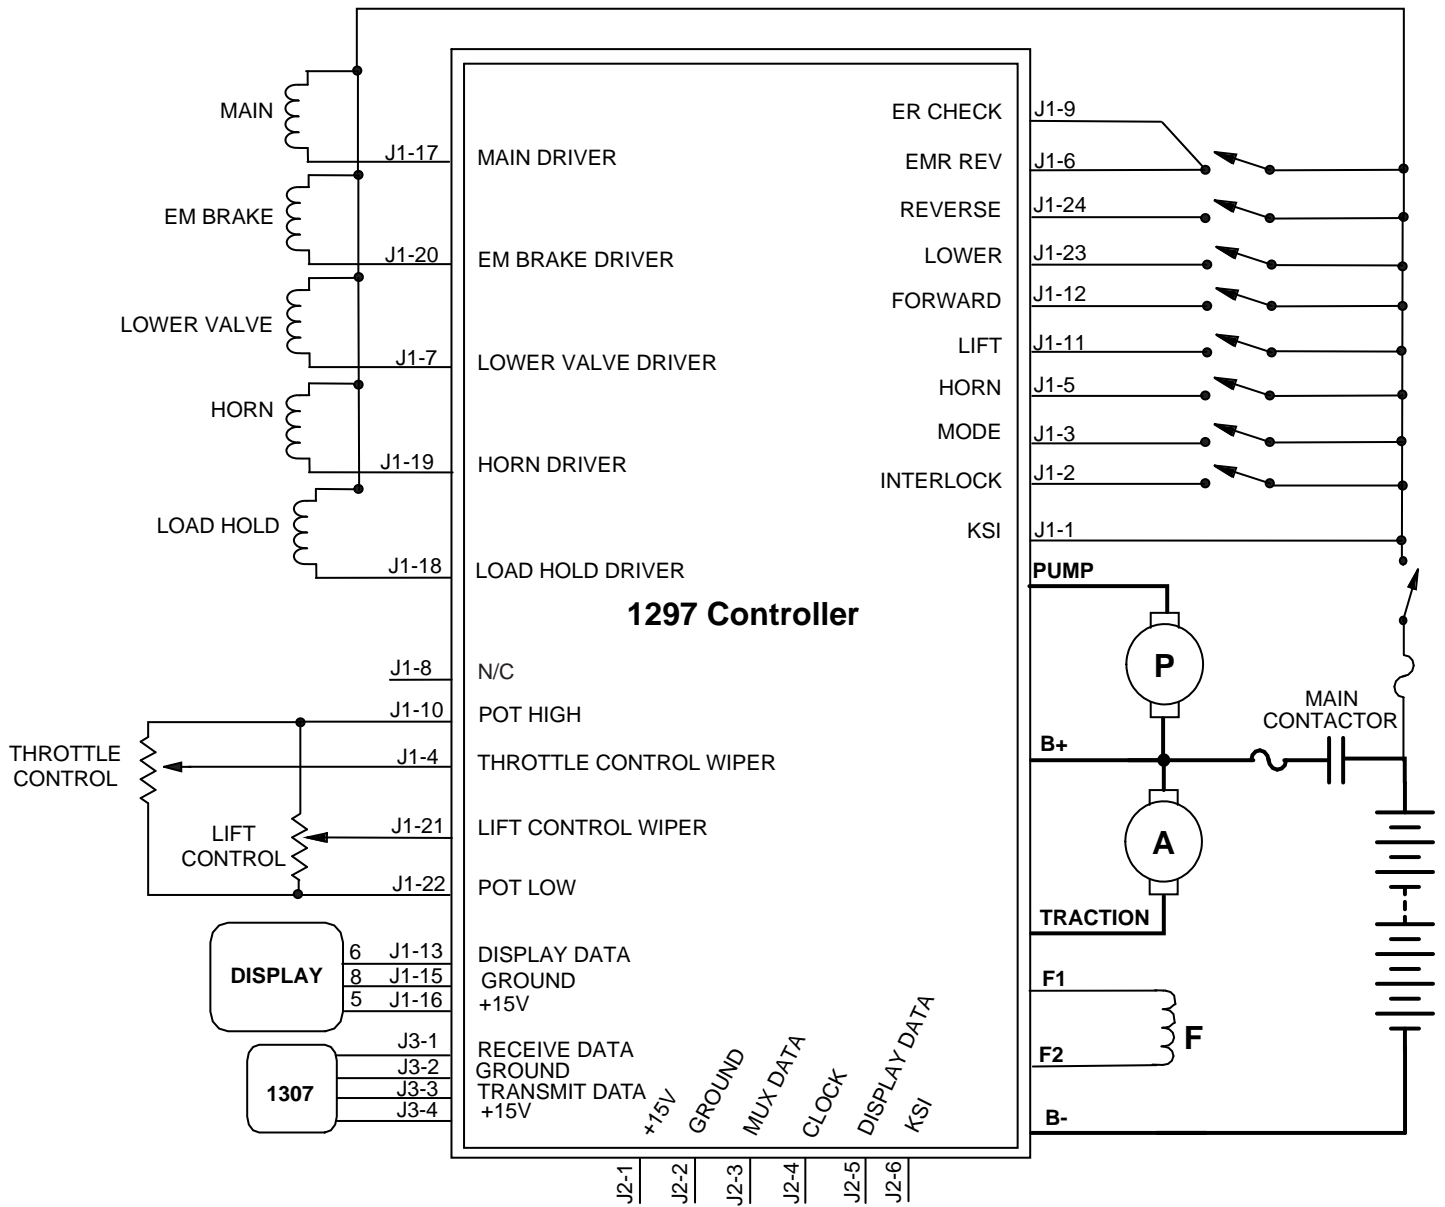 MAIN
J1-17
MAIN DRIVER
EM BRAKE
J1-20
EM BRAKE DRIVER
LOWER VALVE
J1-7
LOWER VALVE DRIVER
HORN
J1-19
HORN DRIVER
LOAD HOLD
J1-18
LOAD HOLD DRIVER
1297 Controller
J1-8
N/C
J1-10
POT HIGH
THROTTLE
CONTROL
J1-4
THROTTLE CONTROL WIPER
LIFT
CONTROL
J1-21
LIFT CONTROL WIPER
J1-22
POT LOW
DISPLAY
6
J1-13
DISPLAY DATA
8
J1-15
GROUND
5
J1-16
+15V
1307
J3-1
RECEIVE DATA
J3-2
GROUND
J3-3
TRANSMIT DATA
J3-4
+15V
+15V
GROUND
MUX DATA
CLOCK
DISPLAY DATA
KSI
J2-1
J2-2
J2-3
J2-4
J2-5
J2-6
ER CHECK
J1-9
EMR REV
J1-6
REVERSE
J1-24
LOWER
J1-23
FORWARD
J1-12
LIFT
J1-11
HORN
J1-5
MODE
J1-3
INTERLOCK
J1-2
KSI
J1-1
PUMP
P
MAIN
CONTACTOR
B+
A
TRACTION
F1
F
F2
B-